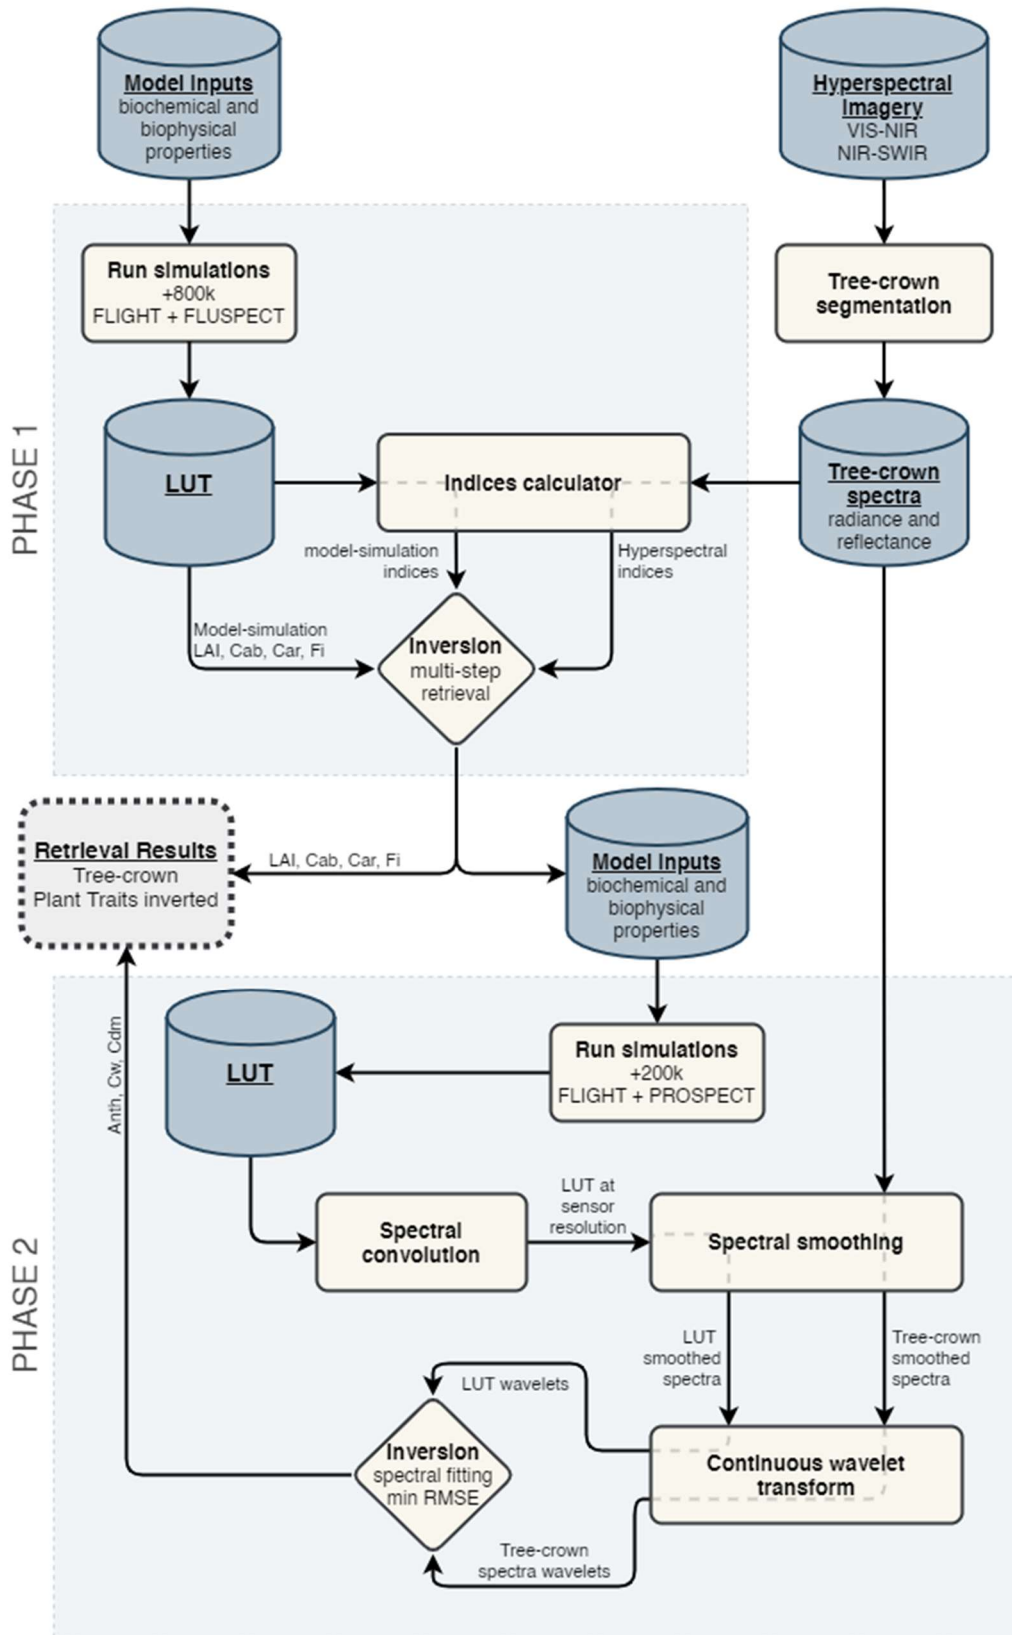 Model Inputs
biochemical and
biophysical
properties
Hyperspectral
Imagery
VIS-NIR
NIR-SWIR
PHASE 1
Run simulations
+800k
FLIGHT + FLUSPECT
Tree-crown
segmentation
LUT
Indices calculator
Tree-crown
spectra
radiance and
reflectance
model-simulation
indices
Hyperspectral
indices
Model-simulation
LAI, Cab, Car, Fi
Inversion
multi-step
retrieval
Retrieval Results
Tree-crown
Plant Traits inverted
LAI, Cab, Car, Fi
Model Inputs
biochemical and
biophysical
properties
PHASE 2
Anth, Cw, Cdm
LUT
Run simulations
+200k
FLIGHT + PROSPECT
Spectral
convolution
LUT at
sensor
resolution
Spectral smoothing
LUT
smoothed
spectra
Tree-crown
smoothed
spectra
LUT wavelets
Inversion
spectral fitting
min RMSE
Continuous wavelet
transform
Tree-crown
spectra wavelets